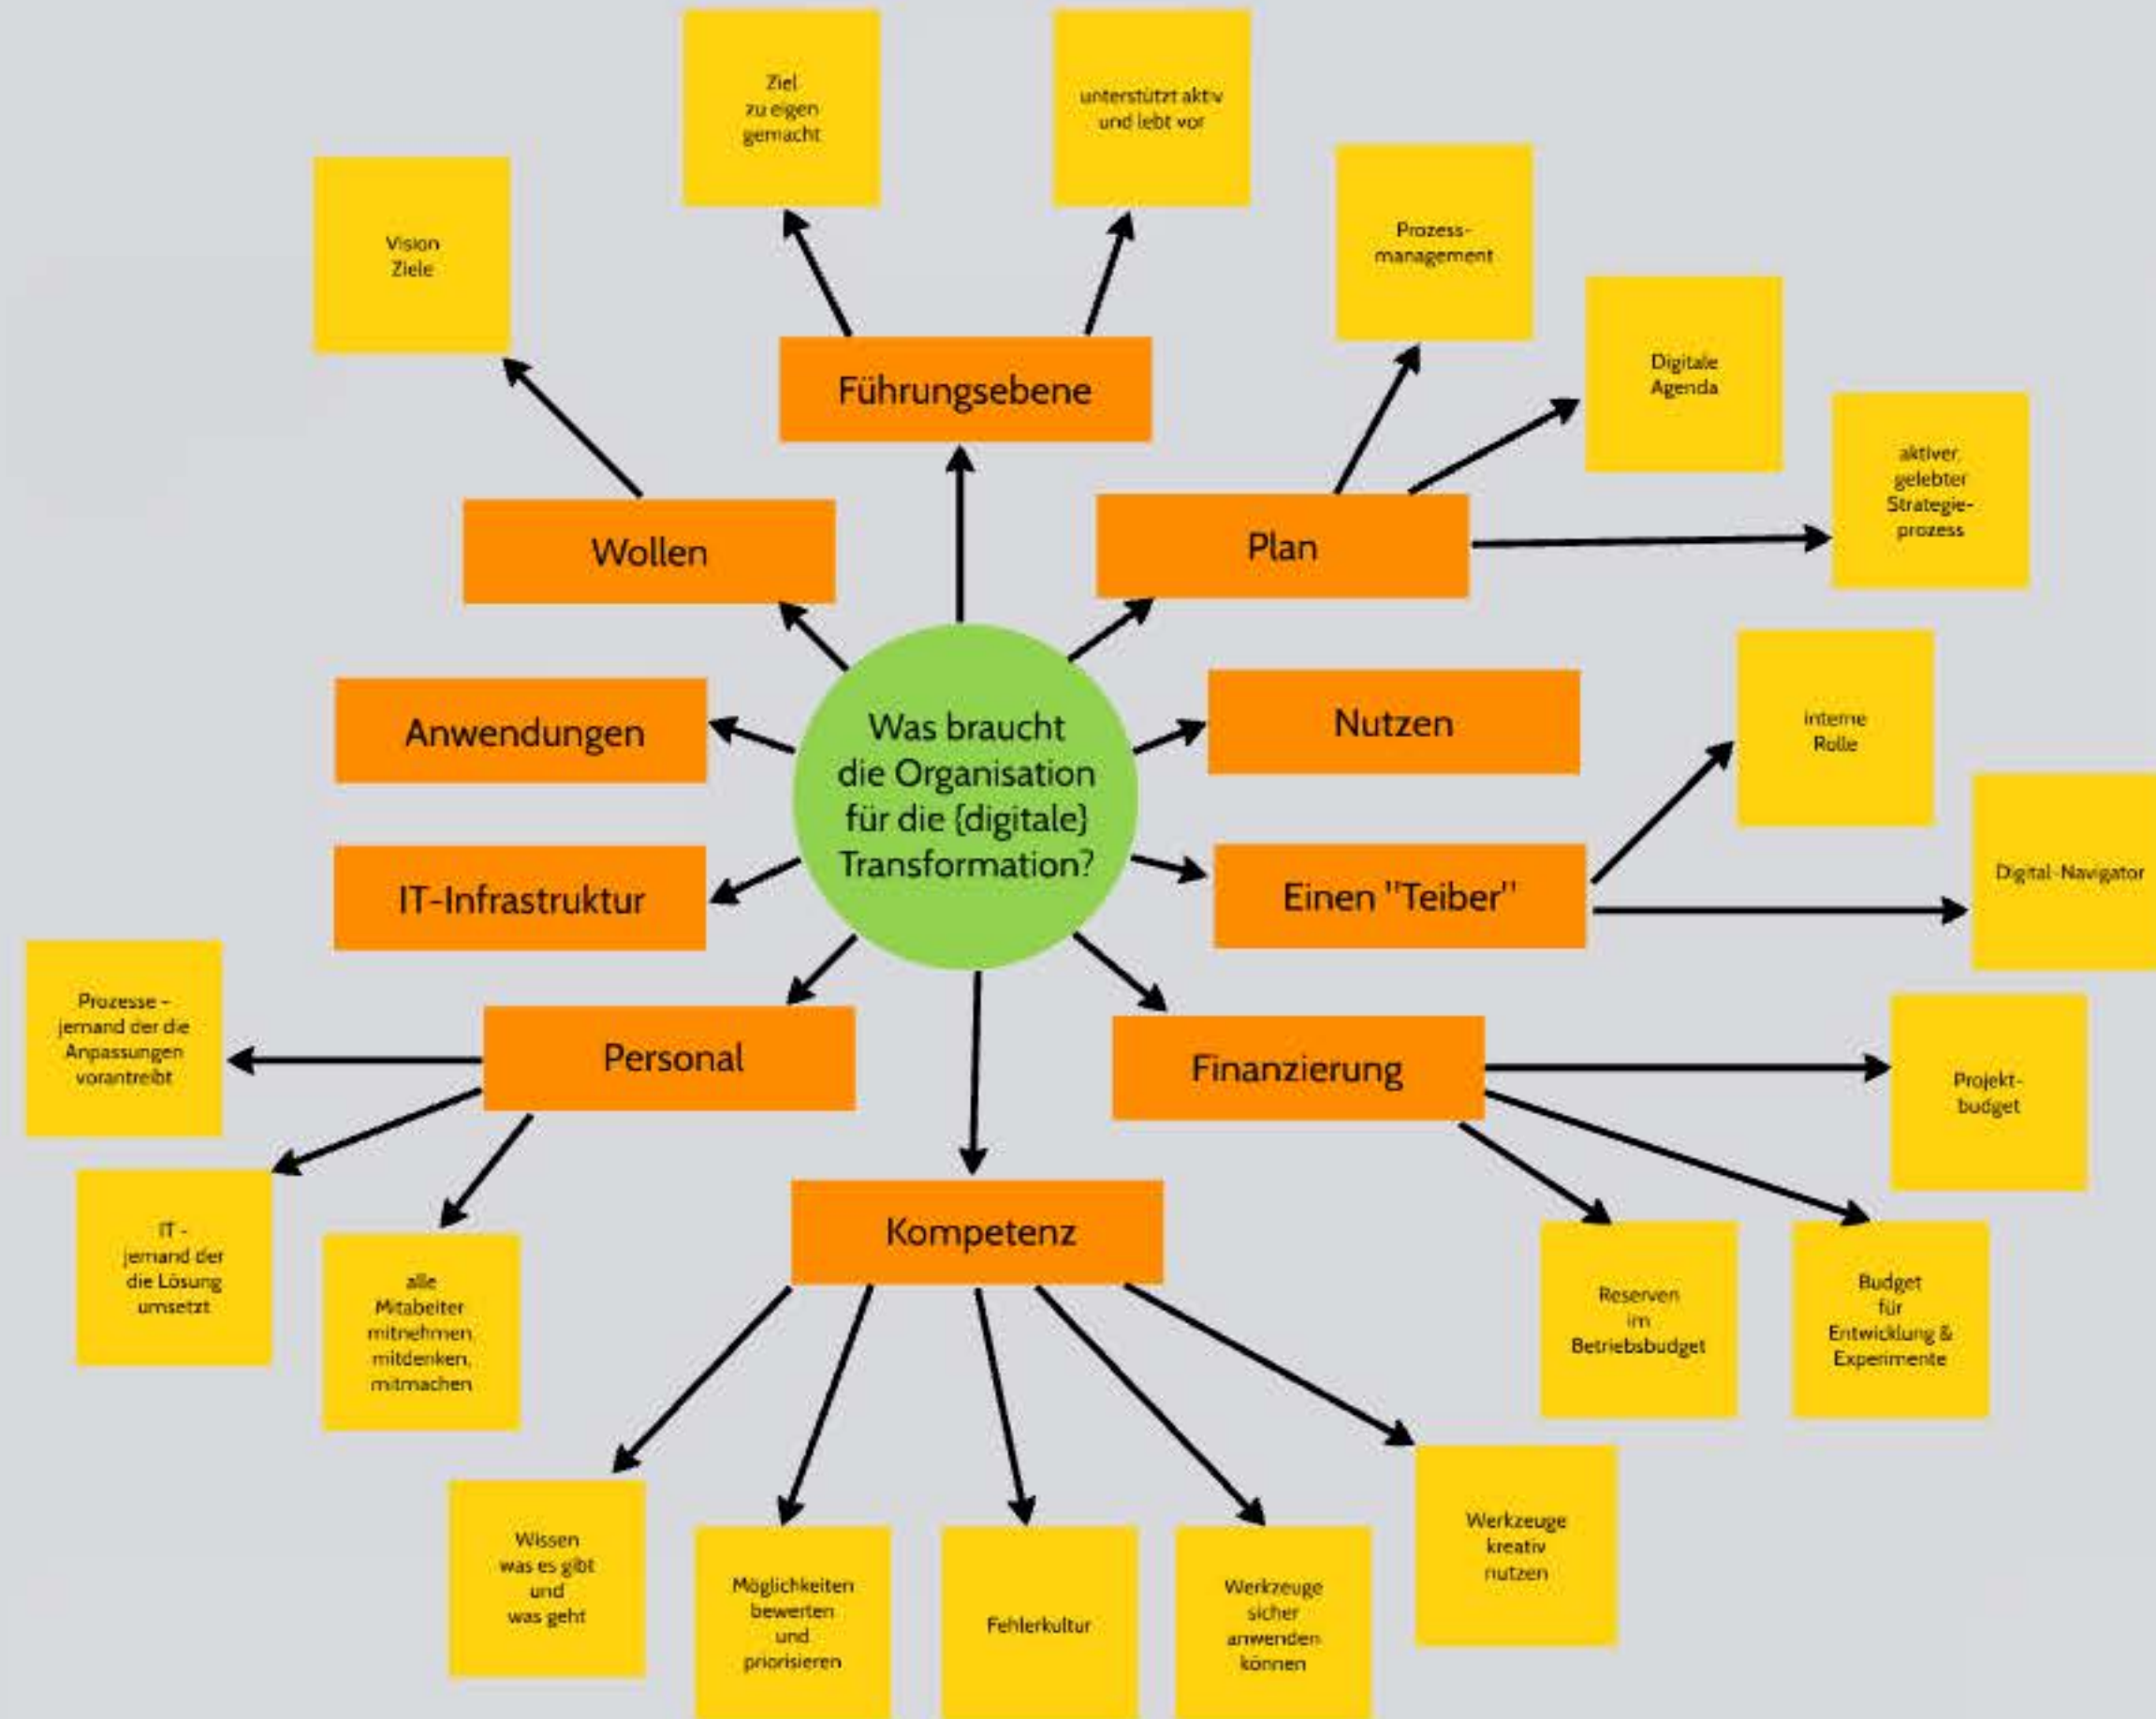 Ziel
zu eigen
gemacht
unterstützt aktiv
und lebt vor
Vision
Ziele
Prozess-
management
Digitale
Agenda
Führungsebene
aktiver,
gelebter
Strategie-
prozess
Wollen
Plan
Anwendungen
Was braucht
die Organisation
für die {digitale}
Transformation?
Nutzen
interne
Rolle
IT-Infrastruktur
Einen "Teiber"
Digital-Navigator
Prozesse -
jemand der die
Anpassungen
vorantreibt
Personal
Finanzierung
Projekt-
budget
IT -
jemand der
die Lösung
umsetzt
alle
Mitabeiter
mitnehmen,
mitdenken,
mitmachen
Kompetenz
Reserven
im
Betriebsbudget
Budget
für
Entwicklung &
Experimente
Wissen
was es gibt
und
was geht
Möglichkeiten
bewerten
und
priorisieren
Fehlerkultur
Werkzeuge
sicher
anwenden
können
Werkzeuge
kreativ
nutzen